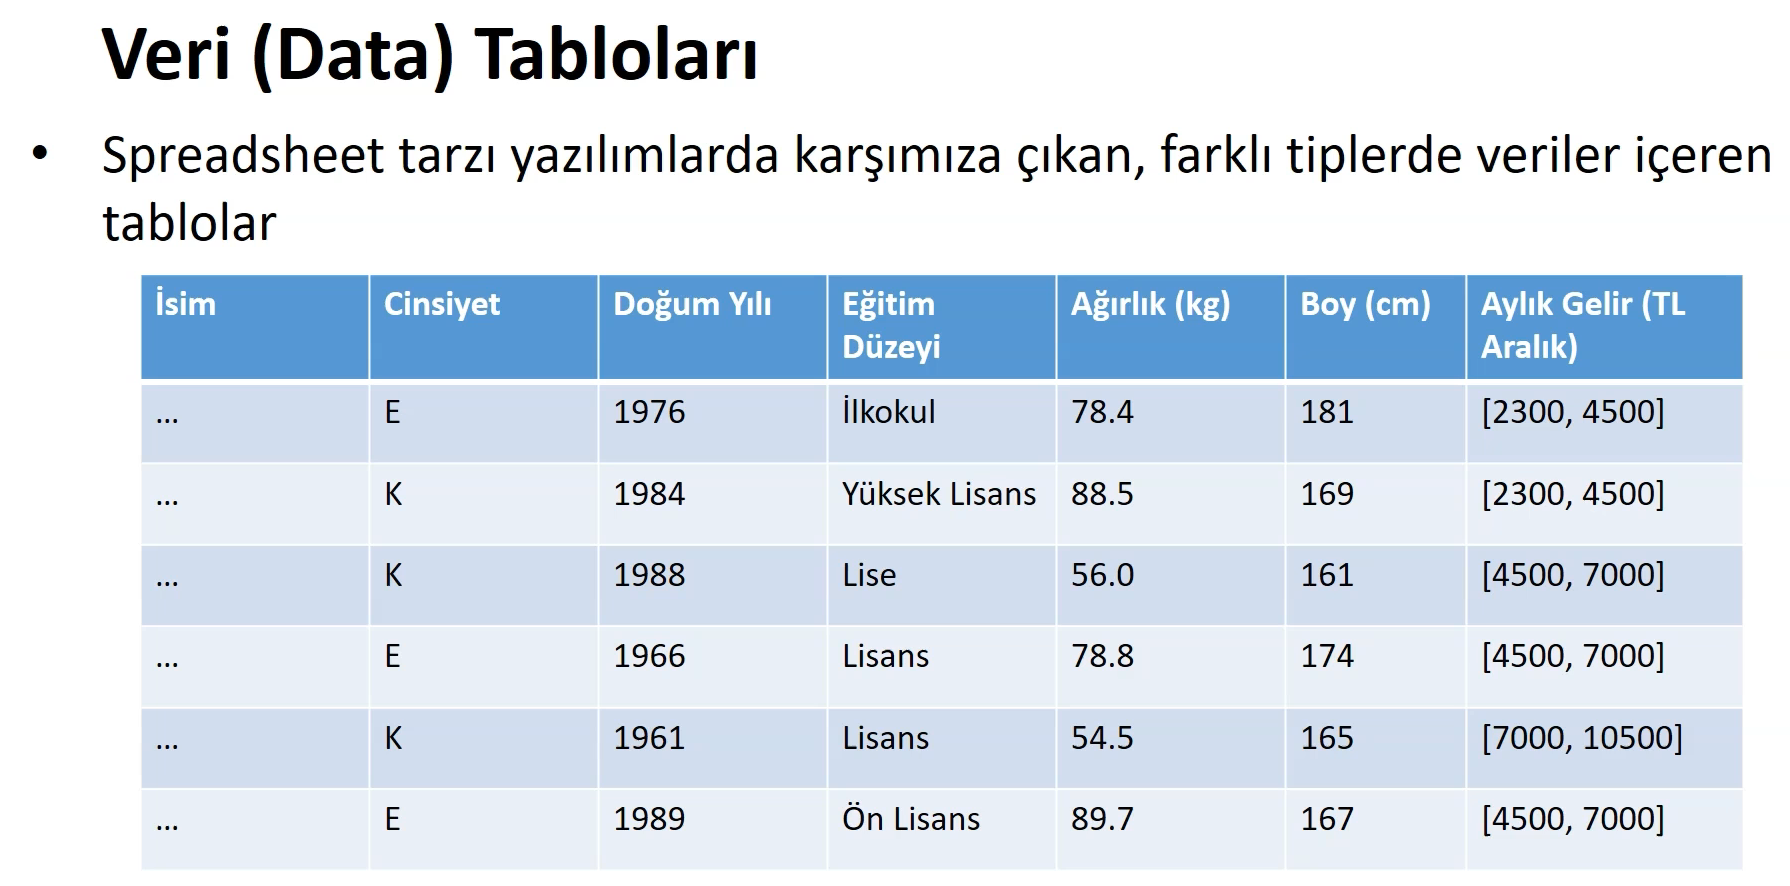 Veri (Data) Tabloları
• Spreadsheet tarzı yazılımlarda karşımıza çıkan, farklı tiplerde veriler içeren
tablolar
İsim Cinsiyet Doğum Yılı Eğitim Düzeyi Ağırlık (kg) Boy (cm) Aylık Gelir (TL Aralık)
... E 1976 İlkokul 78.4 181 [2300, 4500]
... K 1984 Yüksek Lisans 88.5 169 [2300, 4500]
... K 1988 Lise 56.0 161 [4500, 7000]
... E 1966 Lisans 78.8 174 [4500, 7000]
... K 1961 Lisans 54.5 165 [7000, 10500]
... E 1989 Ön Lisans 89.7 167 [4500, 7000]